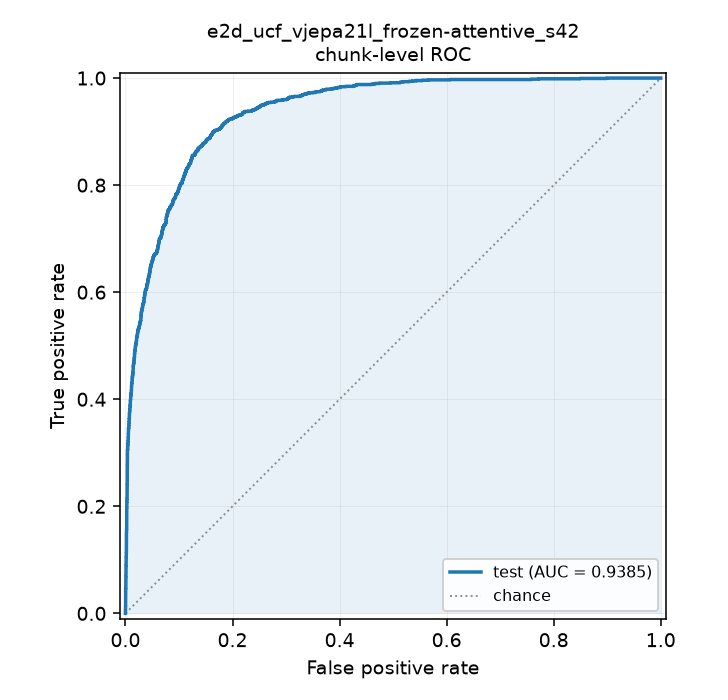 e2d_ucf_vjepa21l_frozen-attentive_s42
chunk-level ROC
1.0
0.8
0.6
0.4
0.2
0.0
True positive rate
test (AUC = 0.9385)
chance
0.0 0.2 0.4 0.6 0.8 1.0
False positive rate